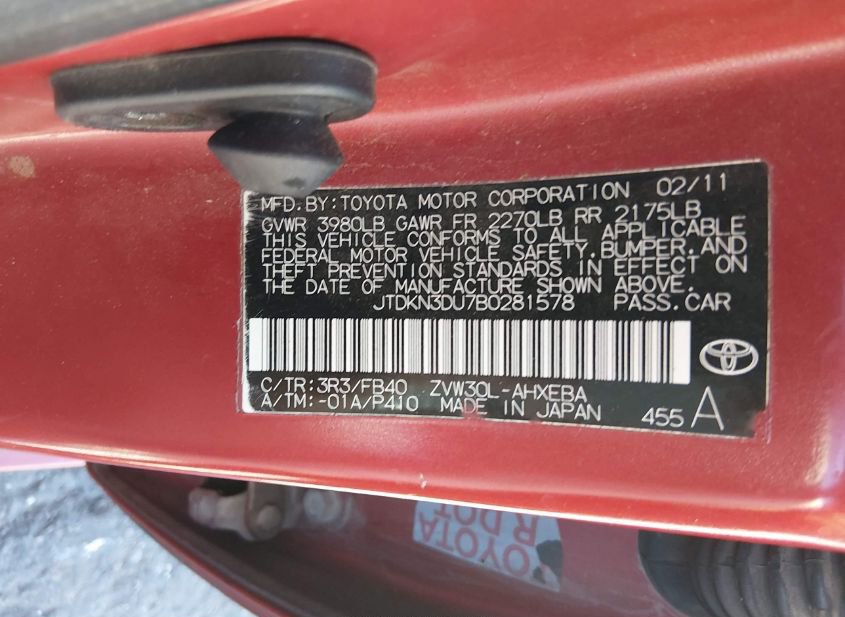 MFD.BY:TOYOTA MOTOR CORPORATION 02/11
GVWR 3980LB GAWR FR 2270LB RR 2175LB
THIS VEHICLE CONFORMS TO ALL APPLICABLE
FEDERAL MOTOR VEHICLE SAFETY,BUMPER,AND
THEFT PREVENTION STANDARDS IN EFFECT ON
THE DATE OF MANUFACTURE SHOWN ABOVE.
JTDKN3DU7B0281578 PASS.CAR
C/TR:3R3/FB40 ZVW30L-AHXEBA
A/TM:-01A/P410 MADE IN JAPAN 455 A
TOYOTA
R DOT